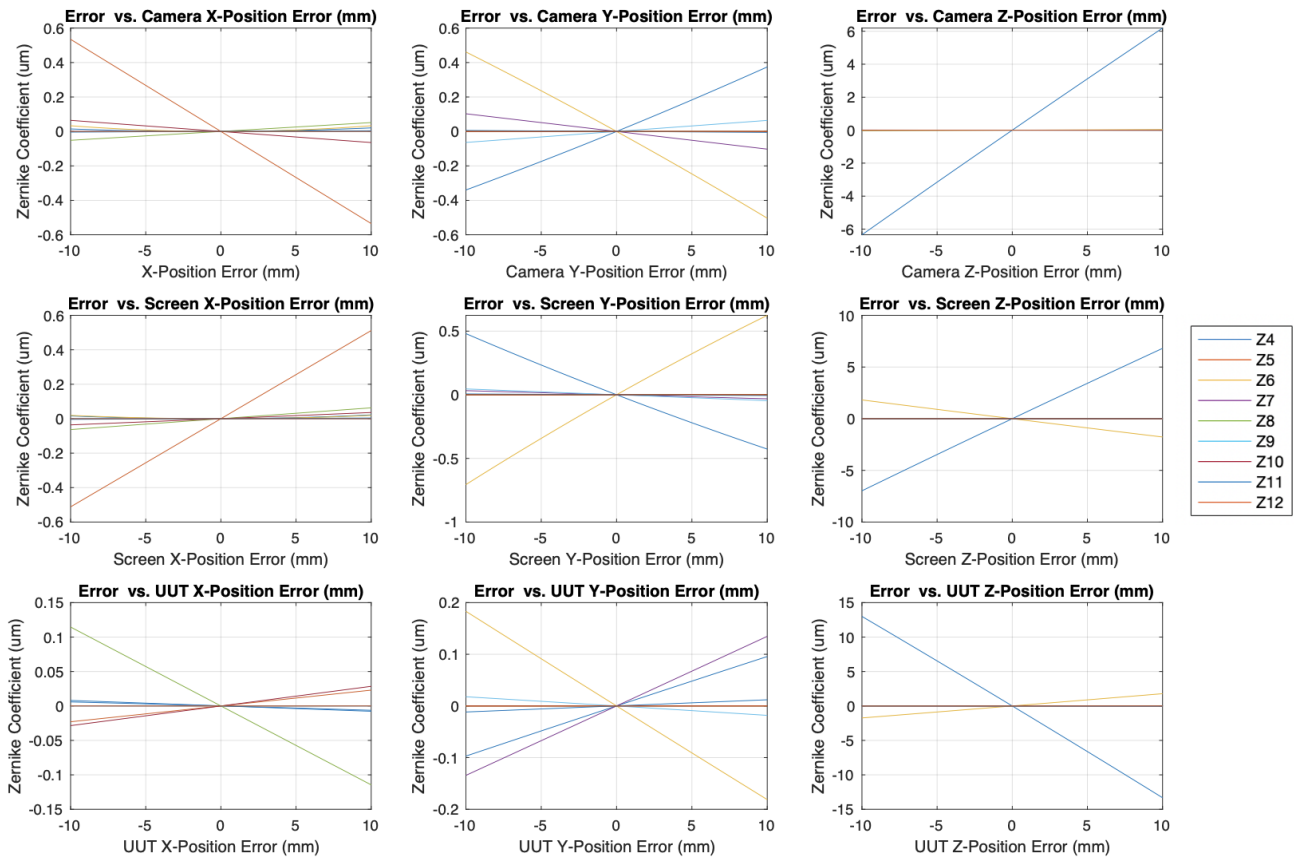 Error  vs. Camera X-Position Error (mm)
Zernike Coefficient (um)
0.6
0.4
0.2
0
-0.2
-0.4
-0.6
-10 -5 0 5 10
X-Position Error (mm)
Error  vs. Camera Y-Position Error (mm)
Zernike Coefficient (um)
0.6
0.4
0.2
0
-0.2
-0.4
-0.6
-10 -5 0 5 10
Camera Y-Position Error (mm)
Error  vs. Camera Z-Position Error (mm)
Zernike Coefficient (um)
6
4
2
0
-2
-4
-6
-10 -5 0 5 10
Camera Z-Position Error (mm)
Error  vs. Screen X-Position Error (mm)
Zernike Coefficient (um)
0.6
0.4
0.2
0
-0.2
-0.4
-0.6
-10 -5 0 5 10
Screen X-Position Error (mm)
Error  vs. Screen Y-Position Error (mm)
Zernike Coefficient (um)
0.5
0
-0.5
-1
-10 -5 0 5 10
Screen Y-Position Error (mm)
Error  vs. Screen Z-Position Error (mm)
Zernike Coefficient (um)
10
5
0
-5
-10
-10 -5 0 5 10
Screen Z-Position Error (mm)
Z4
Z5
Z6
Z7
Z8
Z9
Z10
Z11
Z12
Error  vs. UUT X-Position Error (mm)
Zernike Coefficient (um)
0.15
0.1
0.05
0
-0.05
-0.1
-0.15
-10 -5 0 5 10
UUT X-Position Error (mm)
Error  vs. UUT Y-Position Error (mm)
Zernike Coefficient (um)
0.2
0.1
0
-0.1
-0.2
-10 -5 0 5 10
UUT Y-Position Error (mm)
Error  vs. UUT Z-Position Error (mm)
Zernike Coefficient (um)
15
10
5
0
-5
-10
-15
-10 -5 0 5 10
UUT Z-Position Error (mm)